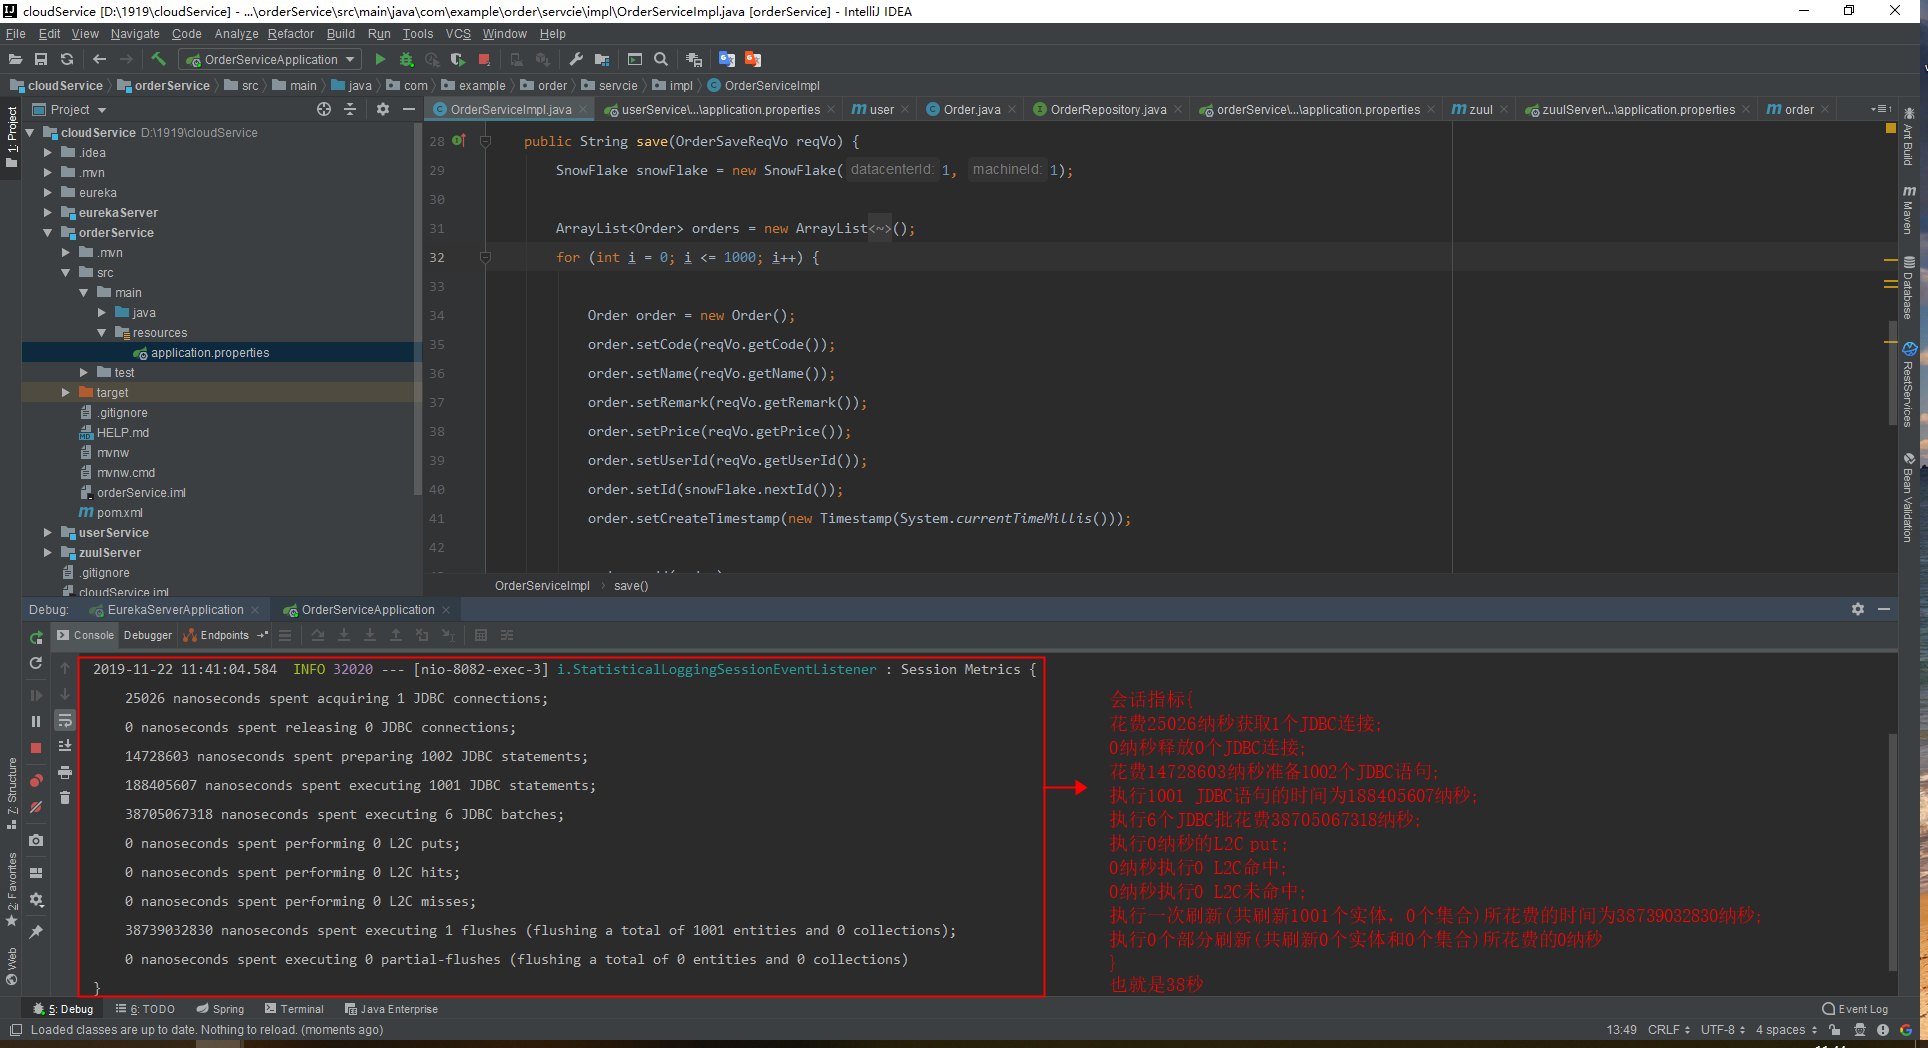 cloudService [D:\1919\cloudService] - ...\orderService\src\main\java\com\example\order\servcie\impl\OrderServiceImpl.java [orderService] - IntelliJ IDEA
File Edit View Navigate Code Analyze Refactor Build Run Tools VCS Window Help
OrderServiceApplication
cloudService orderService src main java com example order servcie impl OrderServiceImpl
Project
OrderServiceImpl.java userService\...\application.properties user Order.java OrderRepository.java orderService\...\application.properties zuul zuulServer\...\application.properties order
1: Project
cloudService D:\1919\cloudService
.idea
.mvn
eureka
eurekaServer
orderService
.mvn
src
main
java
resources
application.properties
test
target
.gitignore
HELP.md
mvnw
mvnw.cmd
orderService.iml
pom.xml
userService
zuulServer
.gitignore
cloudService.iml
28 public String save(OrderSaveReqVo reqVo) {
29 SnowFlake snowFlake = new SnowFlake( datacenterId: 1, machineId: 1);
30
31 ArrayList<Order> orders = new ArrayList<~>();
32 for (int i = 0; i <= 1000; i++) {
33
34 Order order = new Order();
35 order.setCode(reqVo.getCode());
36 order.setName(reqVo.getName());
37 order.setRemark(reqVo.getRemark());
38 order.setPrice(reqVo.getPrice());
39 order.setUserId(reqVo.getUserId());
40 order.setId(snowFlake.nextId());
41 order.setCreateTimestamp(new Timestamp(System.currentTimeMillis()));
42
OrderServiceImpl save()
Ant Build
Maven
Database
RestServices
Bean Validation
Debug: EurekaServerApplication OrderServiceApplication
Console Debugger Endpoints
2019-11-22 11:41:04.584 INFO 32020 --- [nio-8082-exec-3] i.StatisticalLoggingSessionEventListener : Session Metrics {
25026 nanoseconds spent acquiring 1 JDBC connections;
0 nanoseconds spent releasing 0 JDBC connections;
14728603 nanoseconds spent preparing 1002 JDBC statements;
188405607 nanoseconds spent executing 1001 JDBC statements;
38705067318 nanoseconds spent executing 6 JDBC batches;
0 nanoseconds spent performing 0 L2C puts;
0 nanoseconds spent performing 0 L2C hits;
0 nanoseconds spent performing 0 L2C misses;
38739032830 nanoseconds spent executing 1 flushes (flushing a total of 1001 entities and 0 collections);
0 nanoseconds spent executing 0 partial-flushes (flushing a total of 0 entities and 0 collections)
}
会话指标{
花费25026纳秒获取1个JDBC连接;
0纳秒释放0个JDBC连接;
花费14728603纳秒准备1002个JDBC语句;
执行1001 JDBC语句的时间为188405607纳秒;
执行6个JDBC批花费38705067318纳秒;
执行0纳秒的L2C put;
0纳秒执行0 L2C命中;
0纳秒执行0 L2C未命中;
执行一次刷新(共刷新1001个实体，0个集合)所花费的时间为38739032830纳秒;
执行0个部分刷新(共刷新0个实体和0个集合)所花费的0纳秒
}
也就是38秒
7: Structure
2: Favorites
Web
5: Debug 6: TODO Spring Terminal Java Enterprise Event Log
Loaded classes are up to date. Nothing to reload. (moments ago) 13:49 CRLF UTF-8 4 spaces